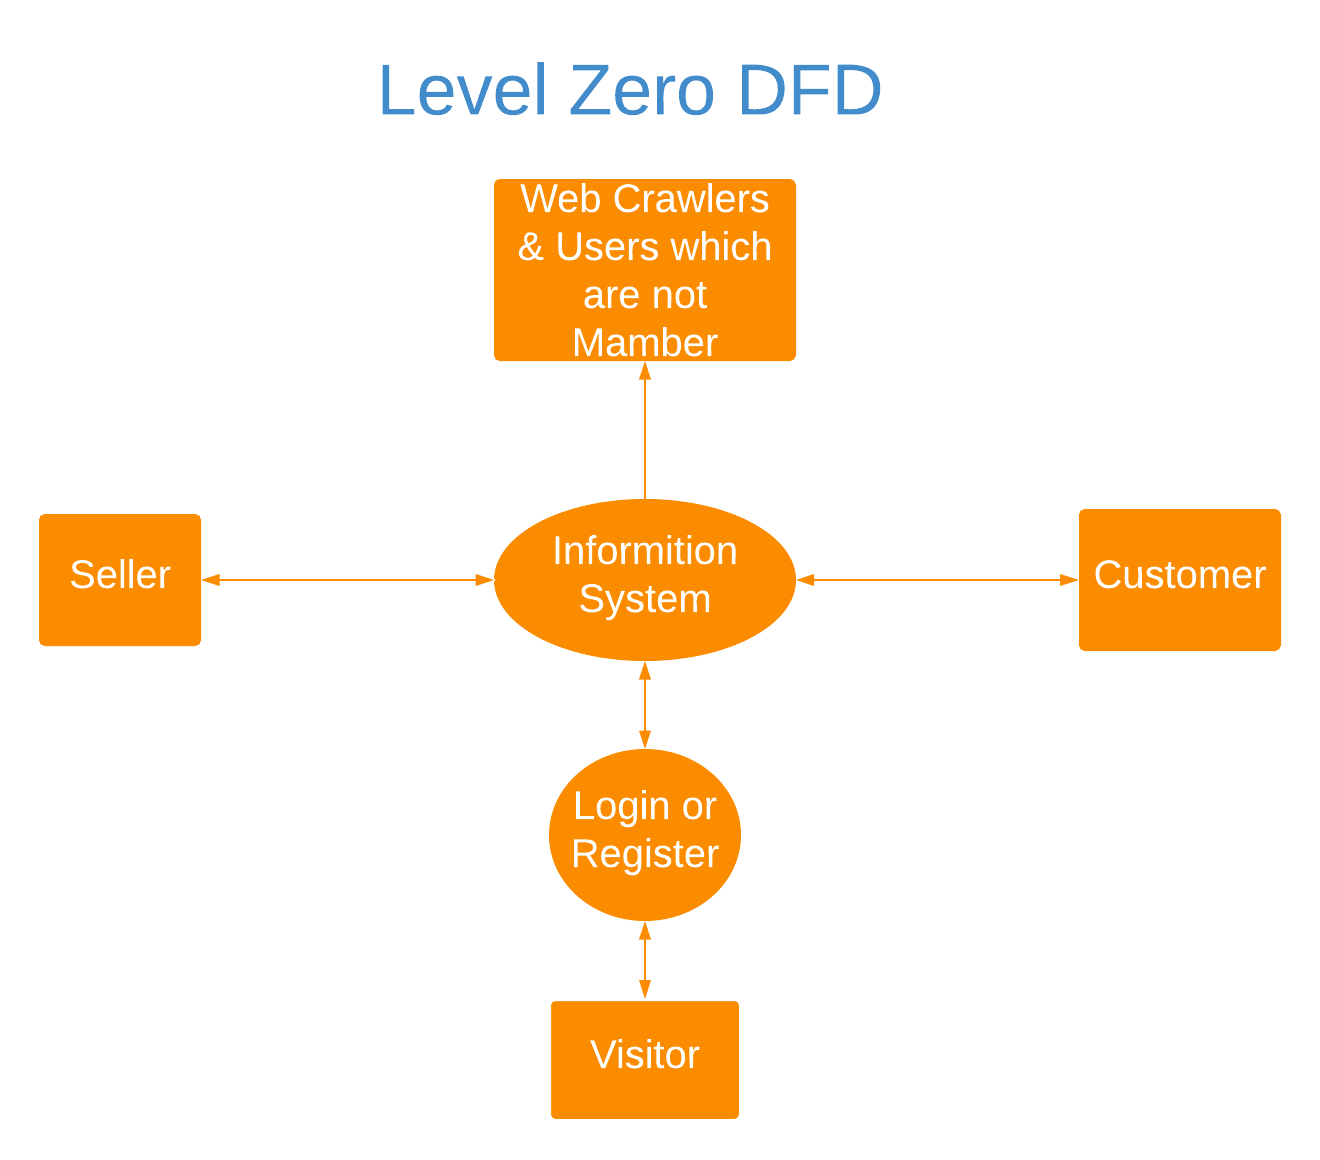 Level Zero DFD
Web Crawlers
& Users which
are not
Mamber
Seller
Informition
System
Customer
Login or
Register
Visitor